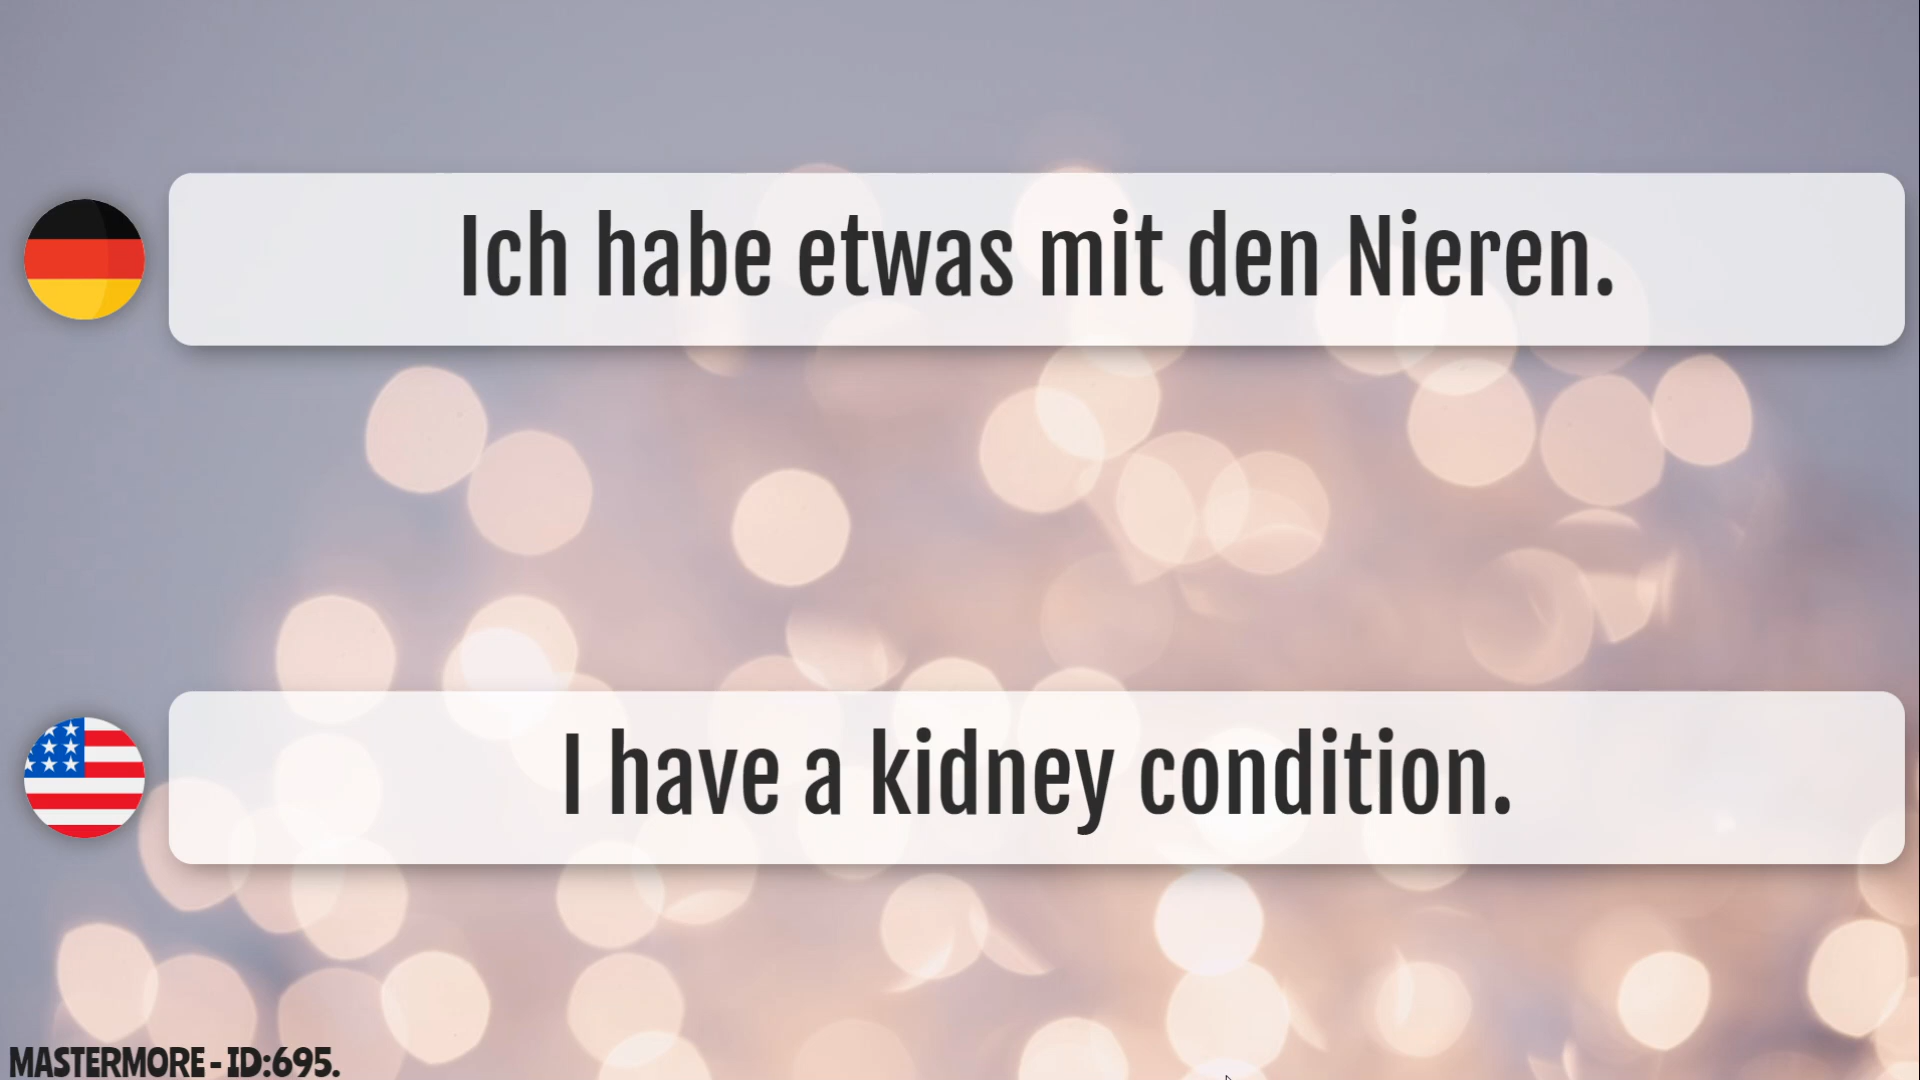 Ich habe etwas mit den Nieren.
I have a kidney condition.
MASTERMORE - ID:695.